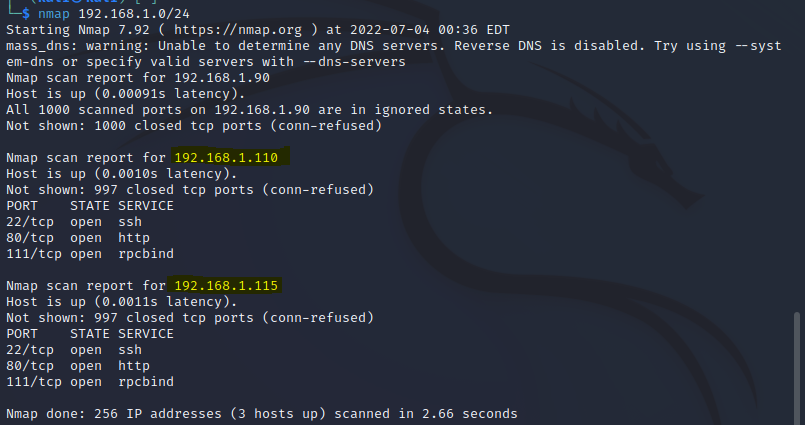 └─$ nmap 192.168.1.0/24
Starting Nmap 7.92 ( https://nmap.org ) at 2022-07-04 00:36 EDT
mass_dns: warning: Unable to determine any DNS servers. Reverse DNS is disabled. Try using --syst
em-dns or specify valid servers with --dns-servers
Nmap scan report for 192.168.1.90
Host is up (0.00091s latency).
All 1000 scanned ports on 192.168.1.90 are in ignored states.
Not shown: 1000 closed tcp ports (conn-refused)
Nmap scan report for 192.168.1.110
Host is up (0.0010s latency).
Not shown: 997 closed tcp ports (conn-refused)
PORT    STATE SERVICE
22/tcp  open  ssh
80/tcp  open  http
111/tcp open  rpcbind
Nmap scan report for 192.168.1.115
Host is up (0.0011s latency).
Not shown: 997 closed tcp ports (conn-refused)
PORT    STATE SERVICE
22/tcp  open  ssh
80/tcp  open  http
111/tcp open  rpcbind
Nmap done: 256 IP addresses (3 hosts up) scanned in 2.66 seconds